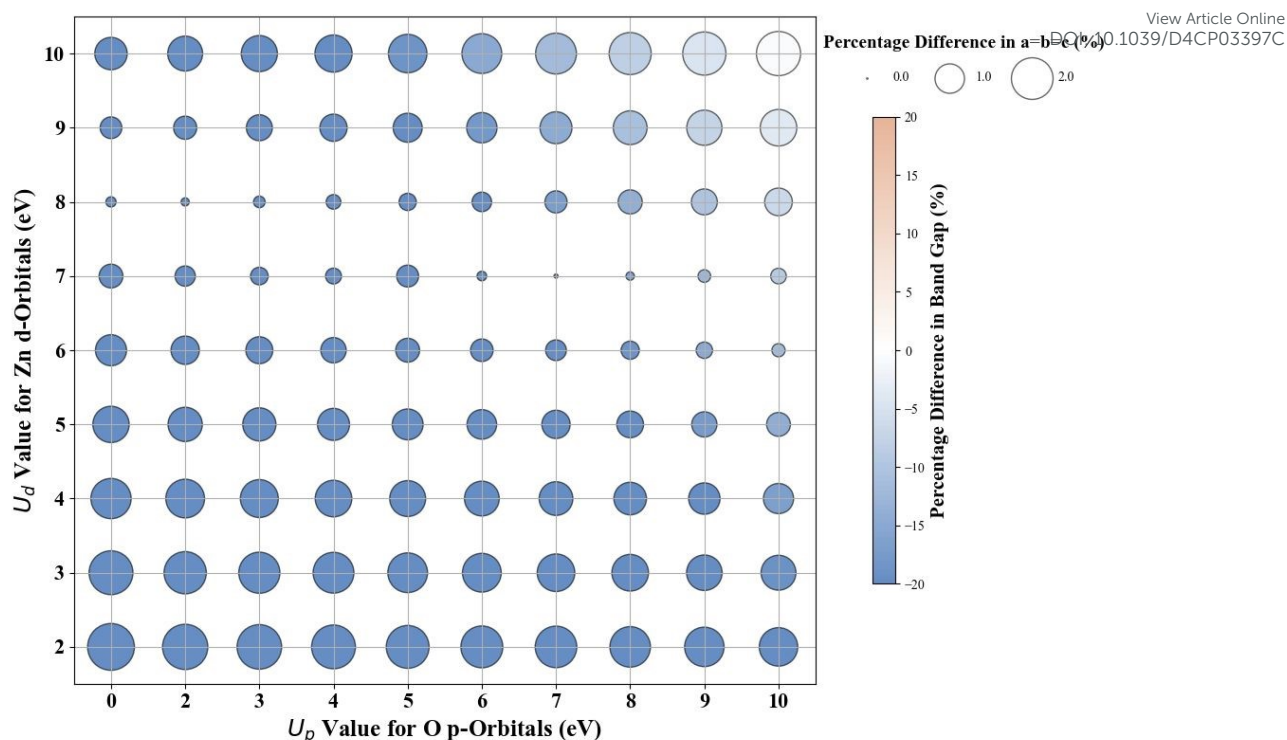 View Article Online
DOI: 10.1039/D4CP03397C
Percentage Difference in a=b=c (%)
0.0 1.0 2.0
10
9
8
7
6
5
4
3
2
U_d Value for Zn d-Orbitals (eV)
0 2 3 4 5 6 7 8 9 10
U_p Value for O p-Orbitals (eV)
20
15
10
5
0
−5
−10
−15
−20
Percentage Difference in Band Gap (%)